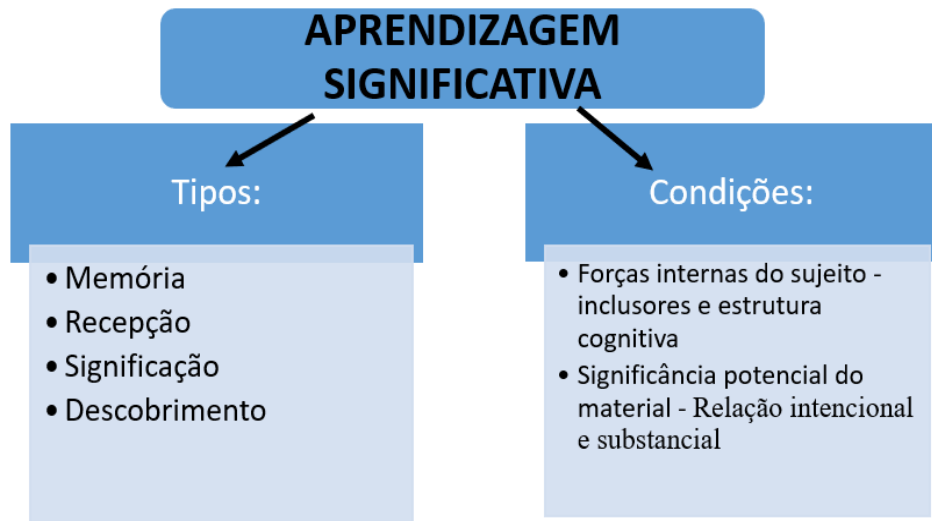 APRENDIZAGEM
SIGNIFICATIVA
Tipos:
• Memória
• Recepção
• Significação
• Descobrimento
Condições:
• Forças internas do sujeito -
inclusores e estrutura
cognitiva
• Significância potencial do
material - Relação intencional
e substancial